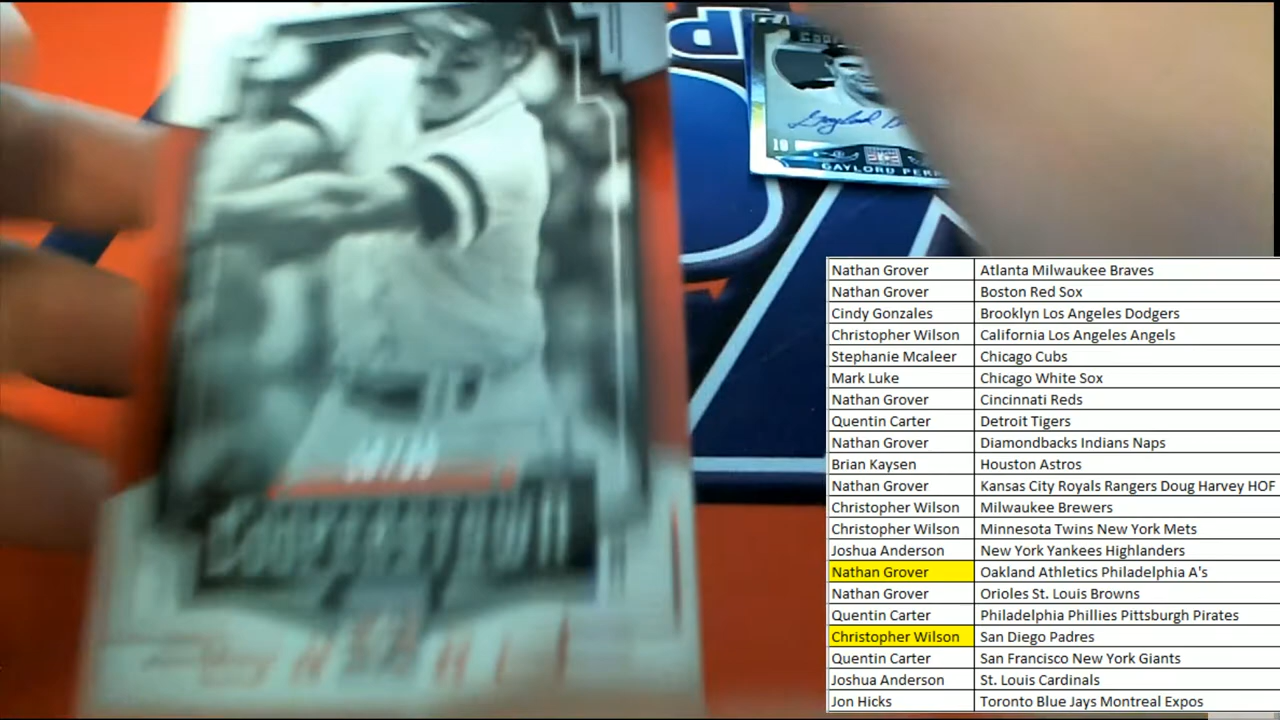 COOPERSTOWN
Gaylord
10
GAYLORD PERR
Nathan Grover Atlanta Milwaukee Braves
Nathan Grover Boston Red Sox
Cindy Gonzales Brooklyn Los Angeles Dodgers
Christopher Wilson California Los Angeles Angels
Stephanie Mcaleer Chicago Cubs
Mark Luke Chicago White Sox
Nathan Grover Cincinnati Reds
Quentin Carter Detroit Tigers
Nathan Grover Diamondbacks Indians Naps
Brian Kaysen Houston Astros
Nathan Grover Kansas City Royals Rangers Doug Harvey HOF
Christopher Wilson Milwaukee Brewers
Christopher Wilson Minnesota Twins New York Mets
Joshua Anderson New York Yankees Highlanders
Nathan Grover Oakland Athletics Philadelphia A's
Nathan Grover Orioles St. Louis Browns
Quentin Carter Philadelphia Phillies Pittsburgh Pirates
Christopher Wilson San Diego Padres
Quentin Carter San Francisco New York Giants
Joshua Anderson St. Louis Cardinals
Jon Hicks Toronto Blue Jays Montreal Expos